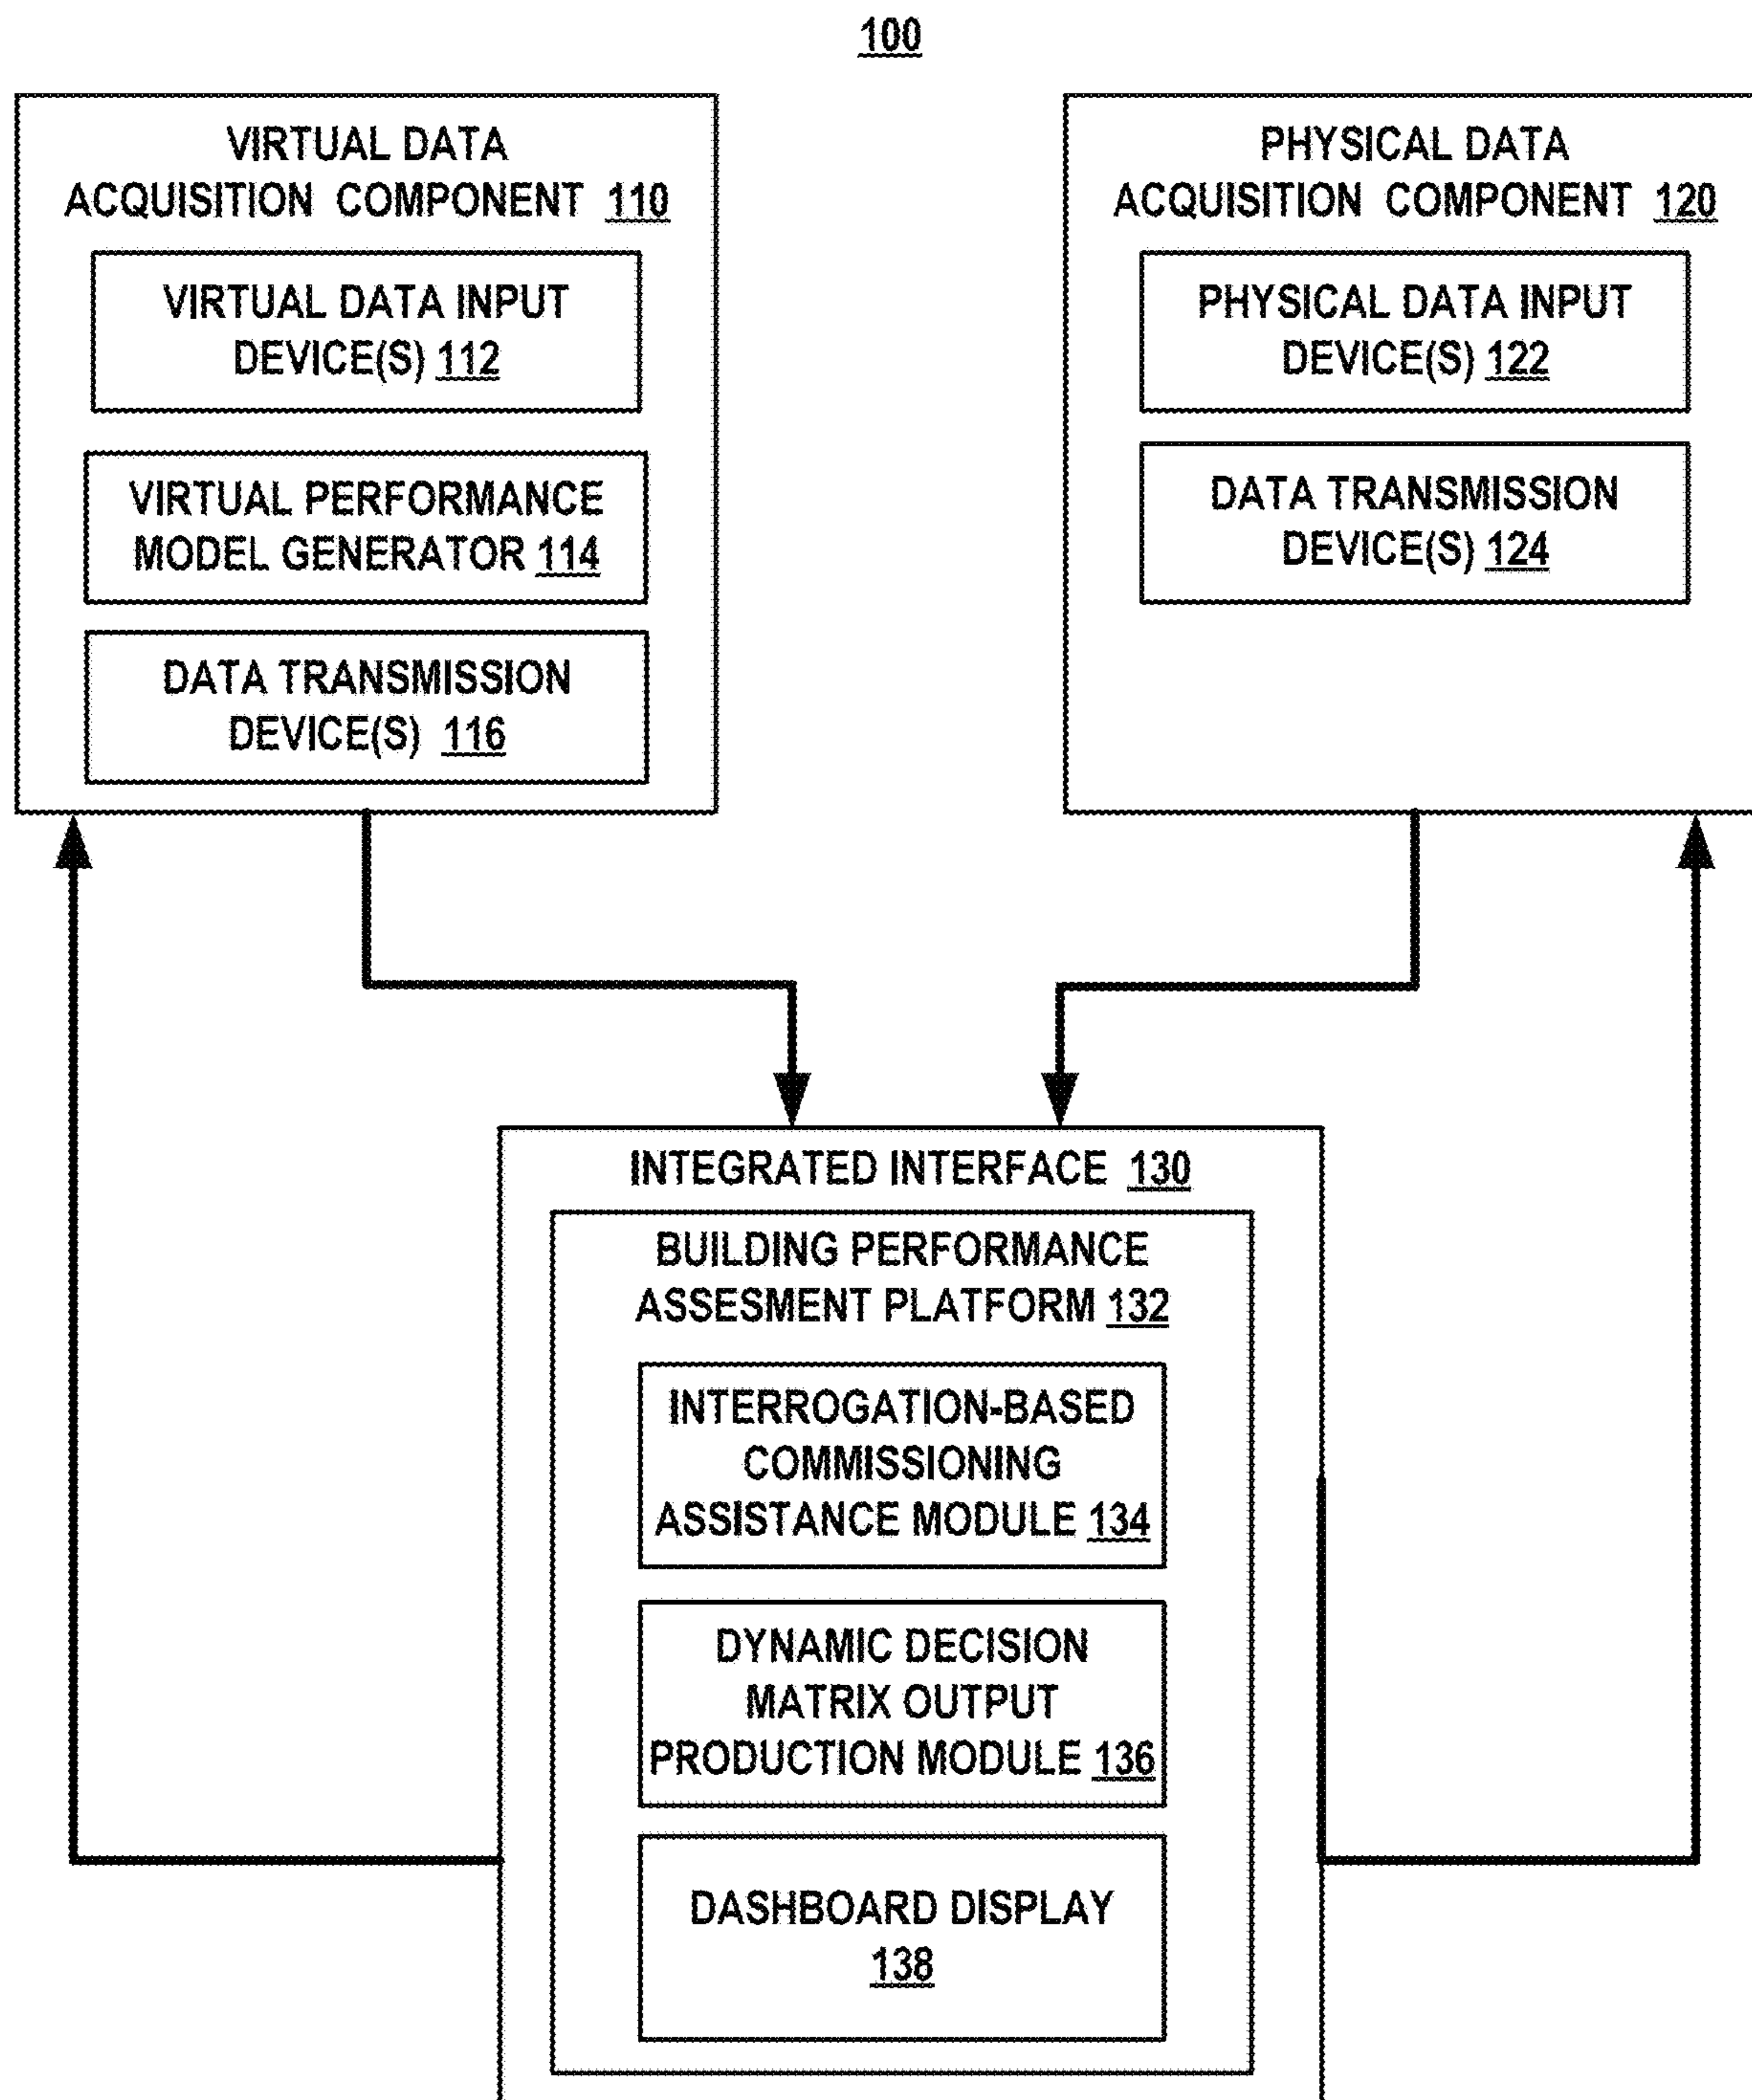 100
VIRTUAL DATA
ACQUISITION COMPONENT 110
VIRTUAL DATA INPUT
DEVICE(S) 112
VIRTUAL PERFORMANCE
MODEL GENERATOR 114
DATA TRANSMISSION
DEVICE(S) 116
PHYSICAL DATA
ACQUISITION COMPONENT 120
PHYSICAL DATA INPUT
DEVICE(S) 122
DATA TRANSMISSION
DEVICE(S) 124
INTEGRATED INTERFACE 130
BUILDING PERFORMANCE
ASSESMENT PLATFORM 132
INTERROGATION-BASED
COMMISSIONING
ASSISTANCE MODULE 134
DYNAMIC DECISION
MATRIX OUTPUT
PRODUCTION MODULE 136
DASHBOARD DISPLAY
138